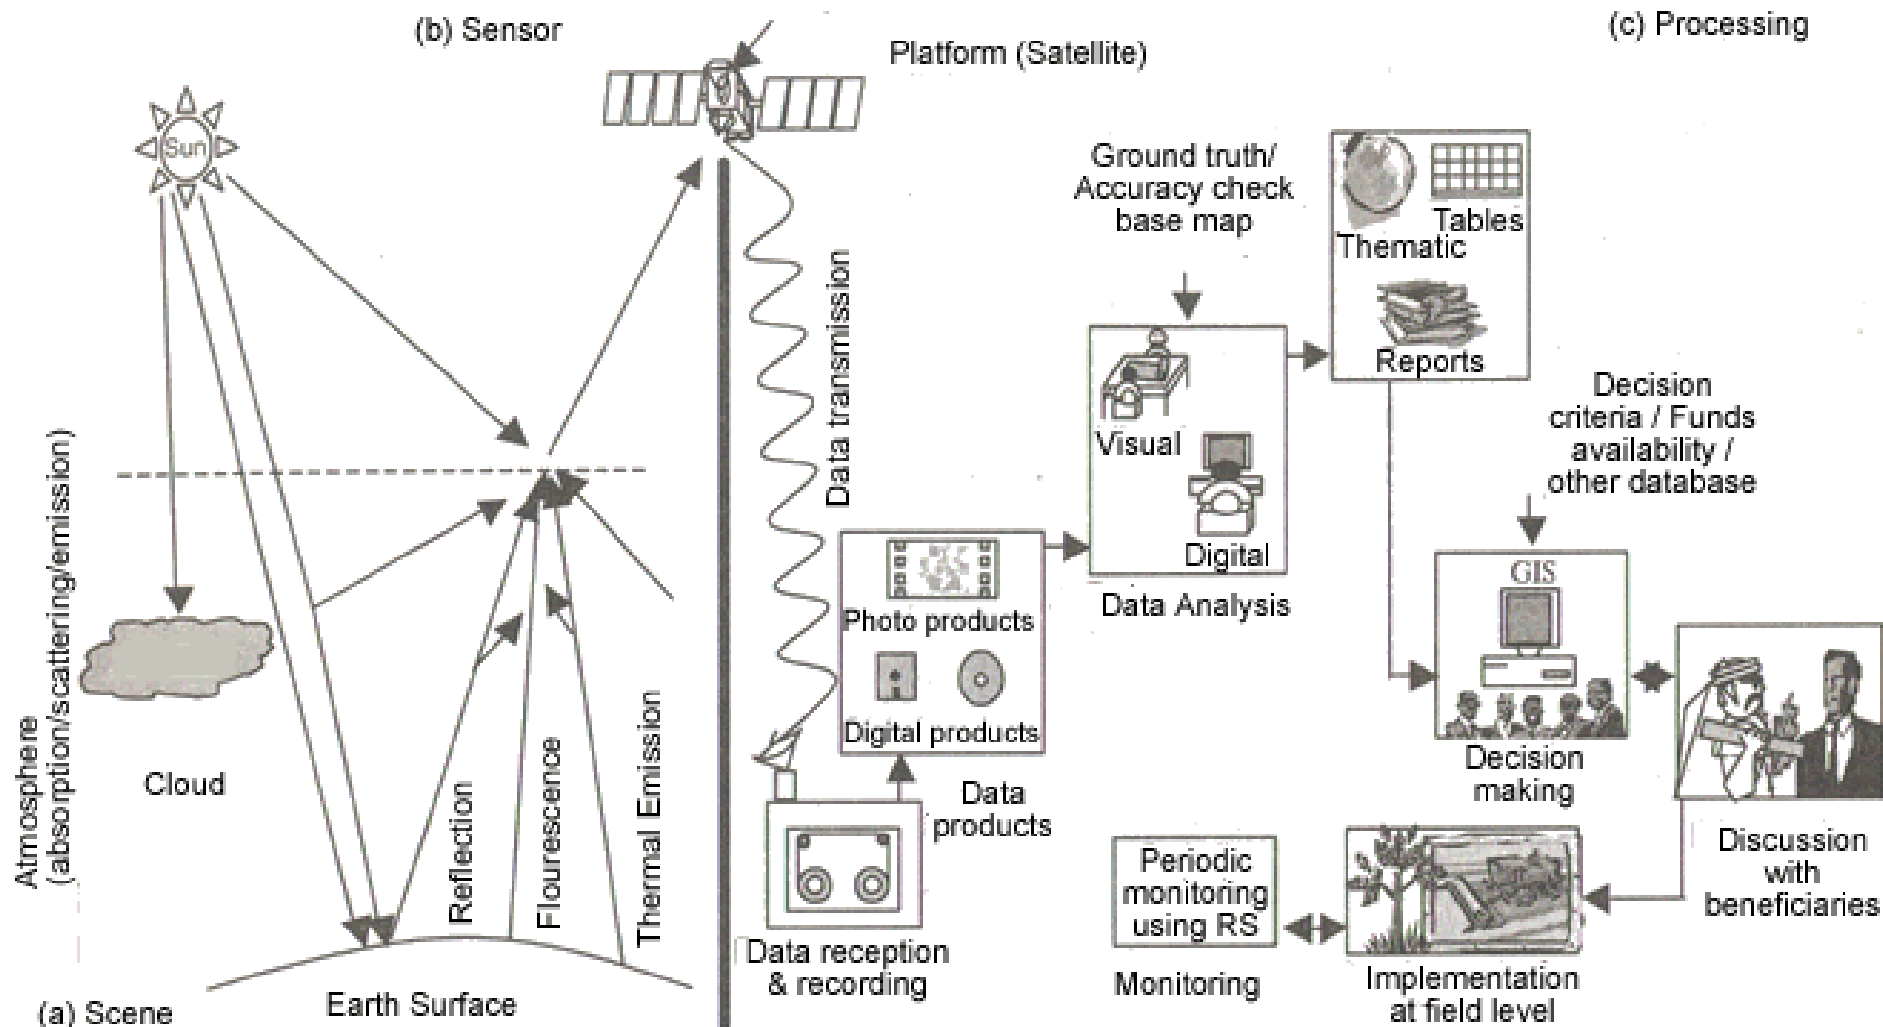 (b) Sensor
(c) Processing
Platform (Satellite)
Sun
Ground truth/
Accuracy check
base map
Tables
Thematic
Reports
Data transmission
Decision
criteria / Funds
availability /
other database
Visual
Digital
Data Analysis
GIS
Photo products
Digital products
Decision
making
Atmosphere
(absorption/scattering/emission)
Cloud
Reflection
Flourescence
Thermal Emission
Data
products
Periodic
monitoring
using RS
Discussion
with
beneficiaries
Data reception
& recording
Monitoring
Implementation
at field level
Earth Surface
(a) Scene